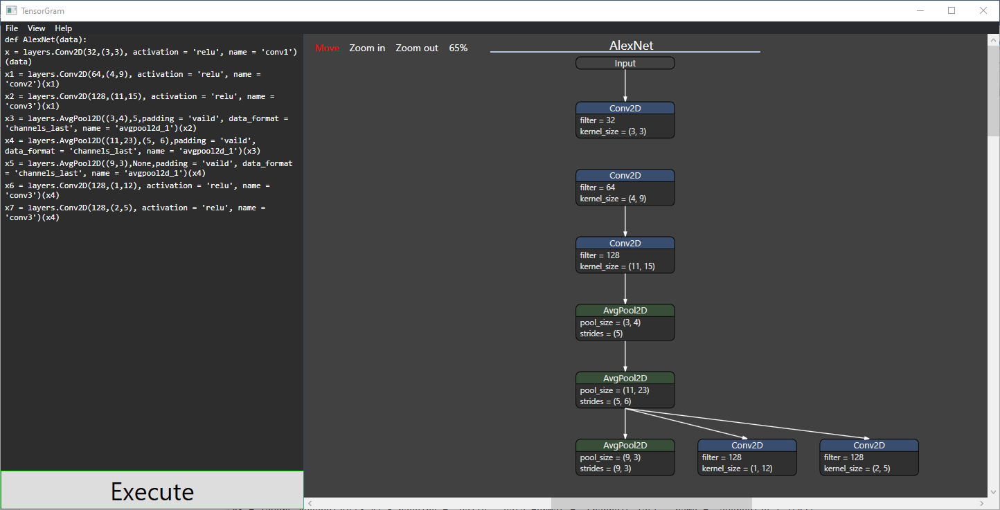 TensorGram
File View Help
def AlexNet(data):
x = layers.Conv2D(32,(3,3), activation = 'relu', name = 'conv1')
(data)
x1 = layers.Conv2D(64,(4,9), activation = 'relu', name =
'conv2')(x1)
x2 = layers.Conv2D(128,(11,15), activation = 'relu', name =
'conv3')(x1)
x3 = layers.AvgPool2D((3,4),5,padding = 'vaild', data_format =
'channels_last', name = 'avgpool2d_1')(x2)
x4 = layers.AvgPool2D((11,23),(5, 6),padding = 'vaild',
data_format = 'channels_last', name = 'avgpool2d_1')(x3)
x5 = layers.AvgPool2D((9,3),None,padding = 'vaild', data_format
= 'channels_last', name = 'avgpool2d_1')(x4)
x6 = layers.Conv2D(128,(1,12), activation = 'relu', name =
'conv3')(x4)
x7 = layers.Conv2D(128,(2,5), activation = 'relu', name =
'conv3')(x4)
Execute
Move Zoom in Zoom out 65%
AlexNet
Input
Conv2D
filter = 32
kernel_size = (3, 3)
Conv2D
filter = 64
kernel_size = (4, 9)
Conv2D
filter = 128
kernel_size = (11, 15)
AvgPool2D
pool_size = (3, 4)
strides = (5)
AvgPool2D
pool_size = (11, 23)
strides = (5, 6)
AvgPool2D
pool_size = (9, 3)
strides = (9, 3)
Conv2D
filter = 128
kernel_size = (1, 12)
Conv2D
filter = 128
kernel_size = (2, 5)